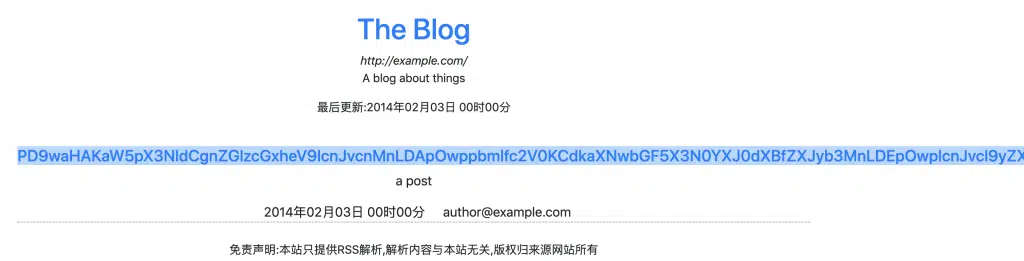 The Blog
http://example.com/
A blog about things
最后更新:2014年02月03日 00时00分
PD9waHAKaW5pX3NldCgnZGlzcGxheV9lcnJvcnMnLDApOwppbmlfc2V0KCdkaXNwbGF5X3N0YXJ0dXBfZXJyb3MnLDEpOwplcnJvcl9yZX
a post
2014年02月03日 00时00分 author@example.com
免责声明:本站只提供RSS解析,解析内容与本站无关,版权归来源网站所有